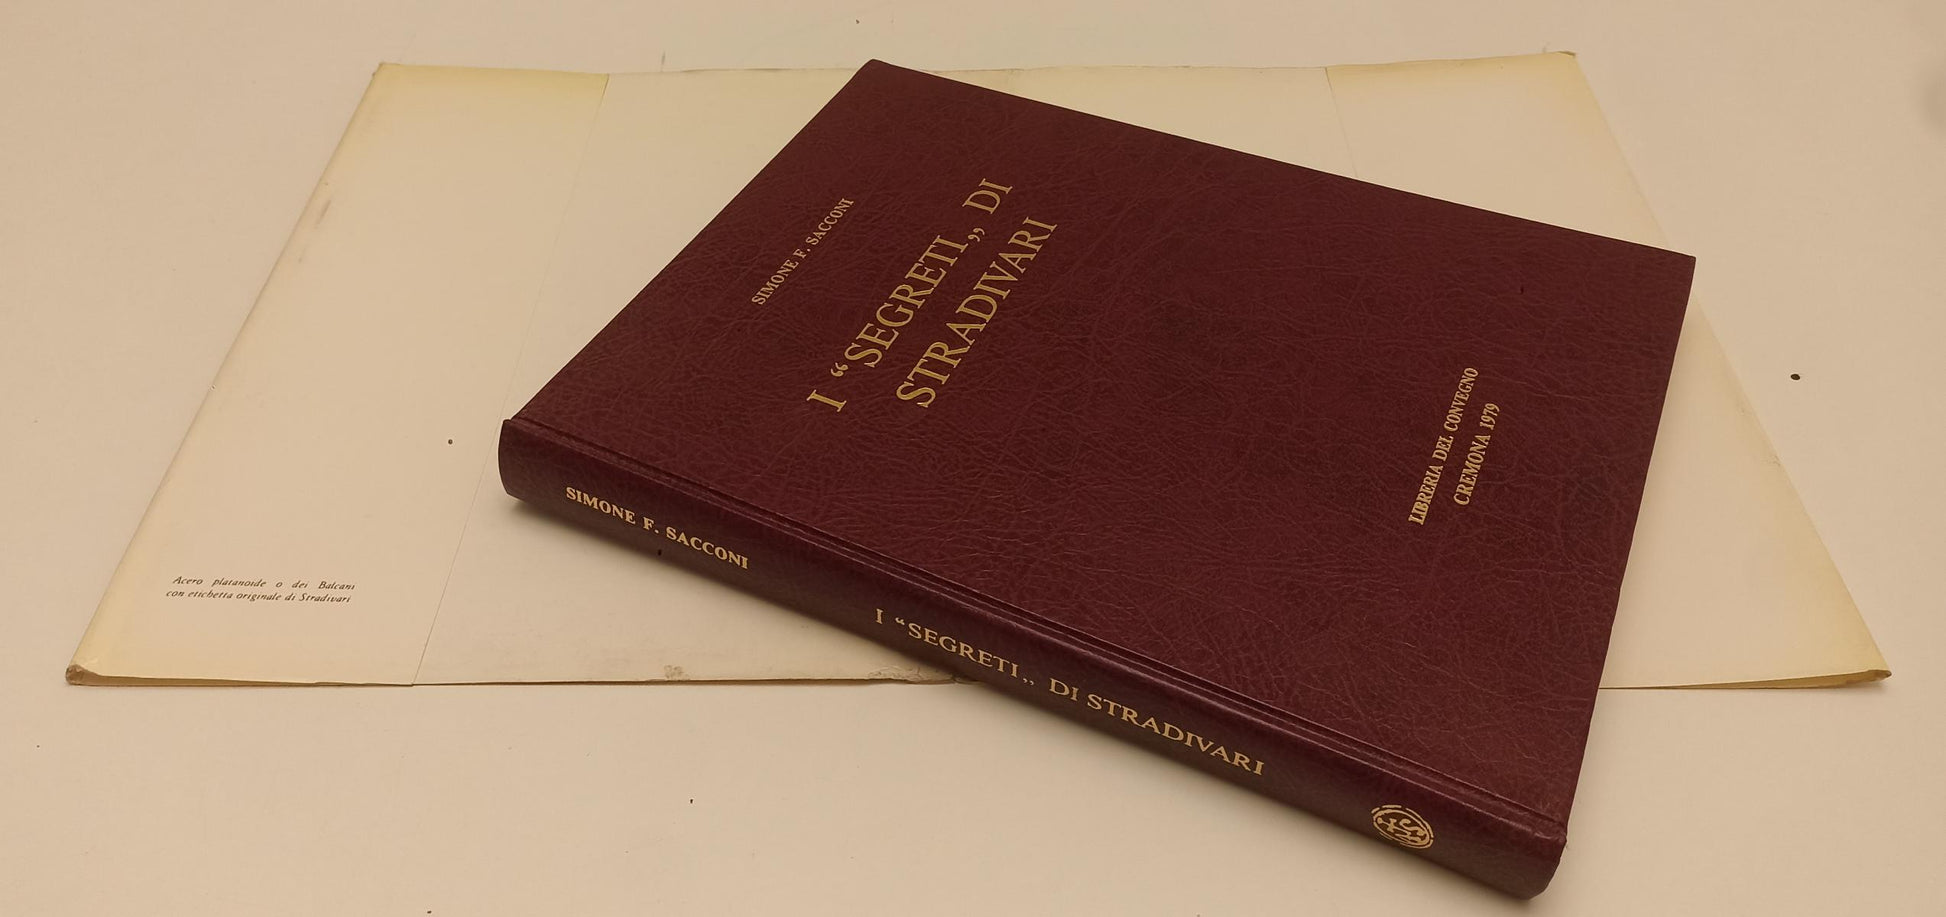 SIMONE F. SACCONI
I “SEGRETI„ DI
STRADIVARI
LIBRERIA DEL CONVEGNO
CREMONA 1979
SIMONE F. SACCONI
I “SEGRETI„ DI STRADIVARI
Acero platanoide o dei Balcani
con etichetta originale di Stradivari